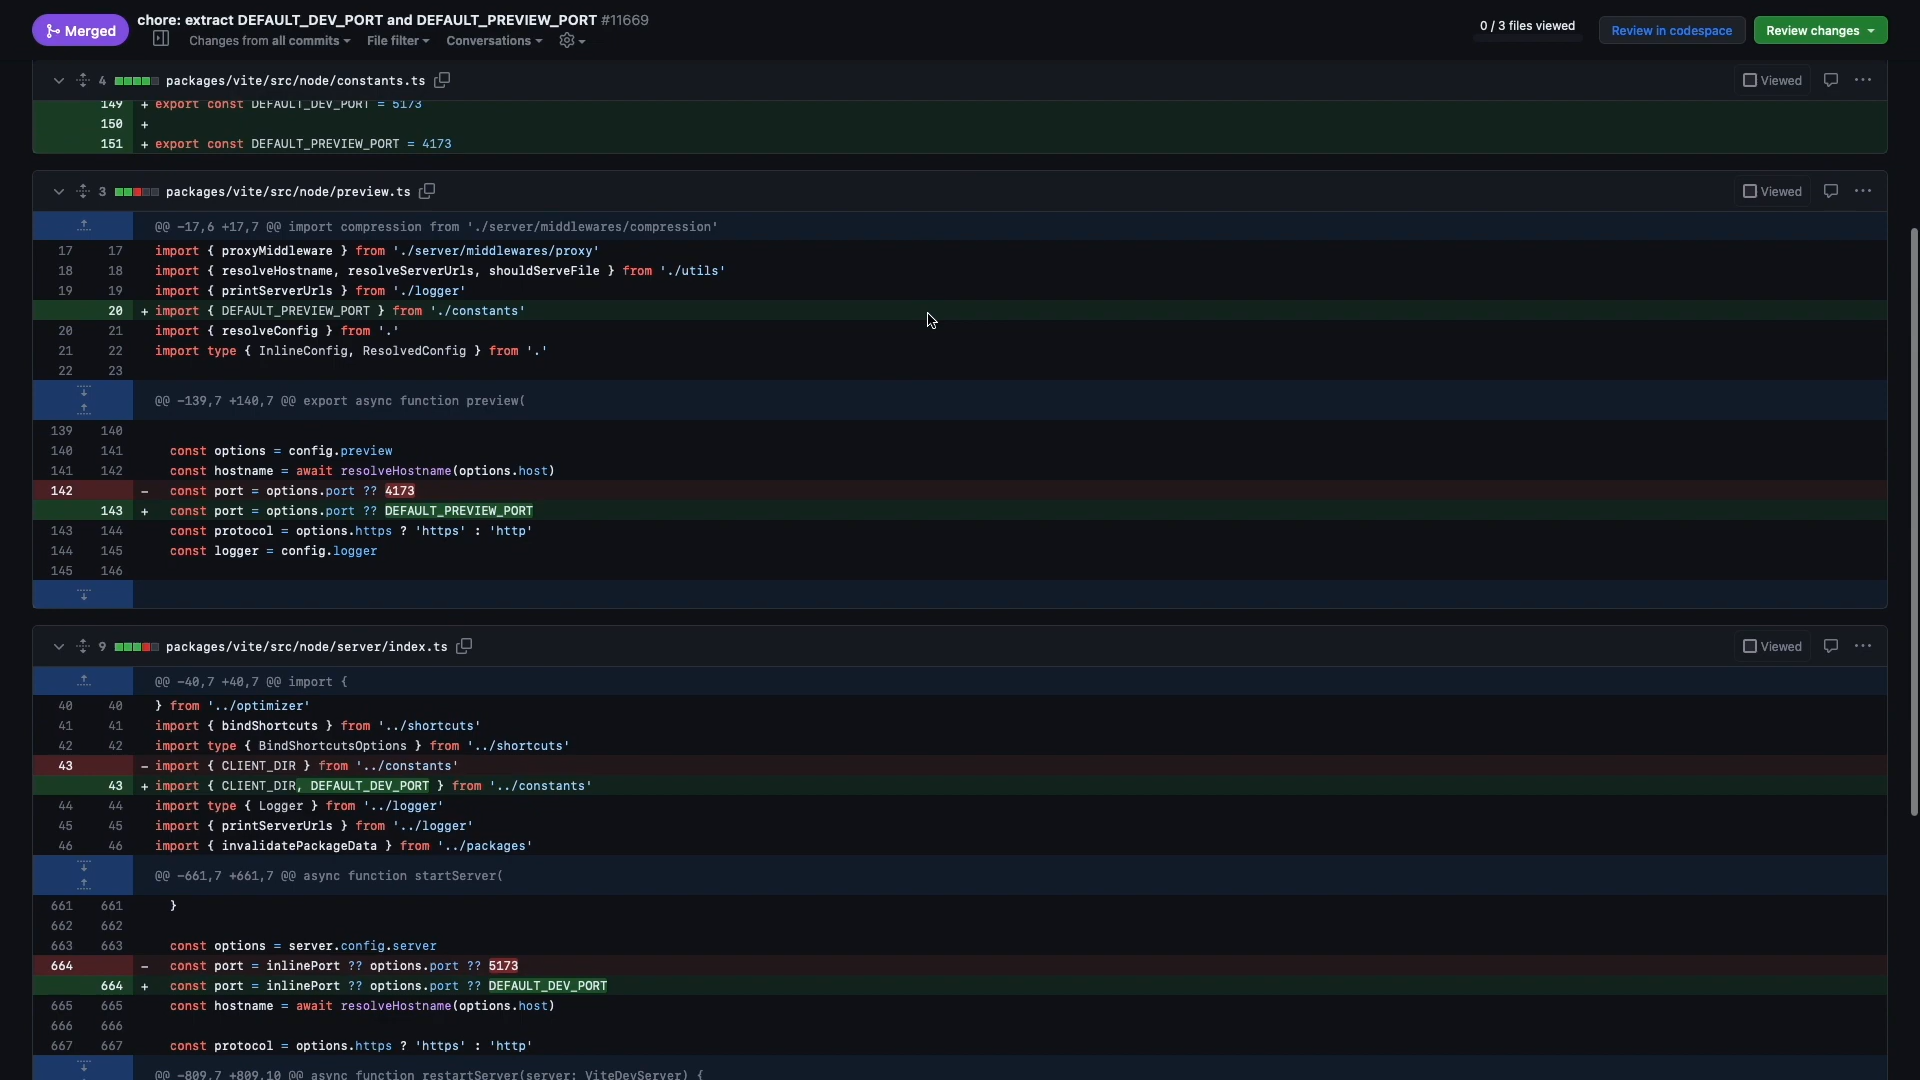 Merged
chore: extract DEFAULT_DEV_PORT and DEFAULT_PREVIEW_PORT #11669
Changes from all commits File filter Conversations
0 / 3 files viewed
Review in codespace
Review changes
4 packages/vite/src/node/constants.ts Viewed
149 + export const DEFAULT_DEV_PORT = 5173
150 +
151 + export const DEFAULT_PREVIEW_PORT = 4173
3 packages/vite/src/node/preview.ts Viewed
@@ -17,6 +17,7 @@ import compression from './server/middlewares/compression'
17 17 import { proxyMiddleware } from './server/middlewares/proxy'
18 18 import { resolveHostname, resolveServerUrls, shouldServeFile } from './utils'
19 19 import { printServerUrls } from './logger'
20 + import { DEFAULT_PREVIEW_PORT } from './constants'
20 21 import { resolveConfig } from '.'
21 22 import type { InlineConfig, ResolvedConfig } from '.'
22 23
@@ -139,7 +140,7 @@ export async function preview(
139 140
140 141 const options = config.preview
141 142 const hostname = await resolveHostname(options.host)
142 - const port = options.port ?? 4173
143 + const port = options.port ?? DEFAULT_PREVIEW_PORT
143 144 const protocol = options.https ? 'https' : 'http'
144 145 const logger = config.logger
145 146
9 packages/vite/src/node/server/index.ts Viewed
@@ -40,7 +40,7 @@ import {
40 40 } from '../optimizer'
41 41 import { bindShortcuts } from '../shortcuts'
42 42 import type { BindShortcutsOptions } from '../shortcuts'
43 - import { CLIENT_DIR } from '../constants'
43 + import { CLIENT_DIR, DEFAULT_DEV_PORT } from '../constants'
44 44 import type { Logger } from '../logger'
45 45 import { printServerUrls } from '../logger'
46 46 import { invalidatePackageData } from '../packages'
@@ -661,7 +661,7 @@ async function startServer(
661 661 }
662 662
663 663 const options = server.config.server
664 - const port = inlinePort ?? options.port ?? 5173
664 + const port = inlinePort ?? options.port ?? DEFAULT_DEV_PORT
665 665 const hostname = await resolveHostname(options.host)
666 666
667 667 const protocol = options.https ? 'https' : 'http'
@@ -809,7 +809,10 @@ async function restartServer(server: ViteDevServer) {